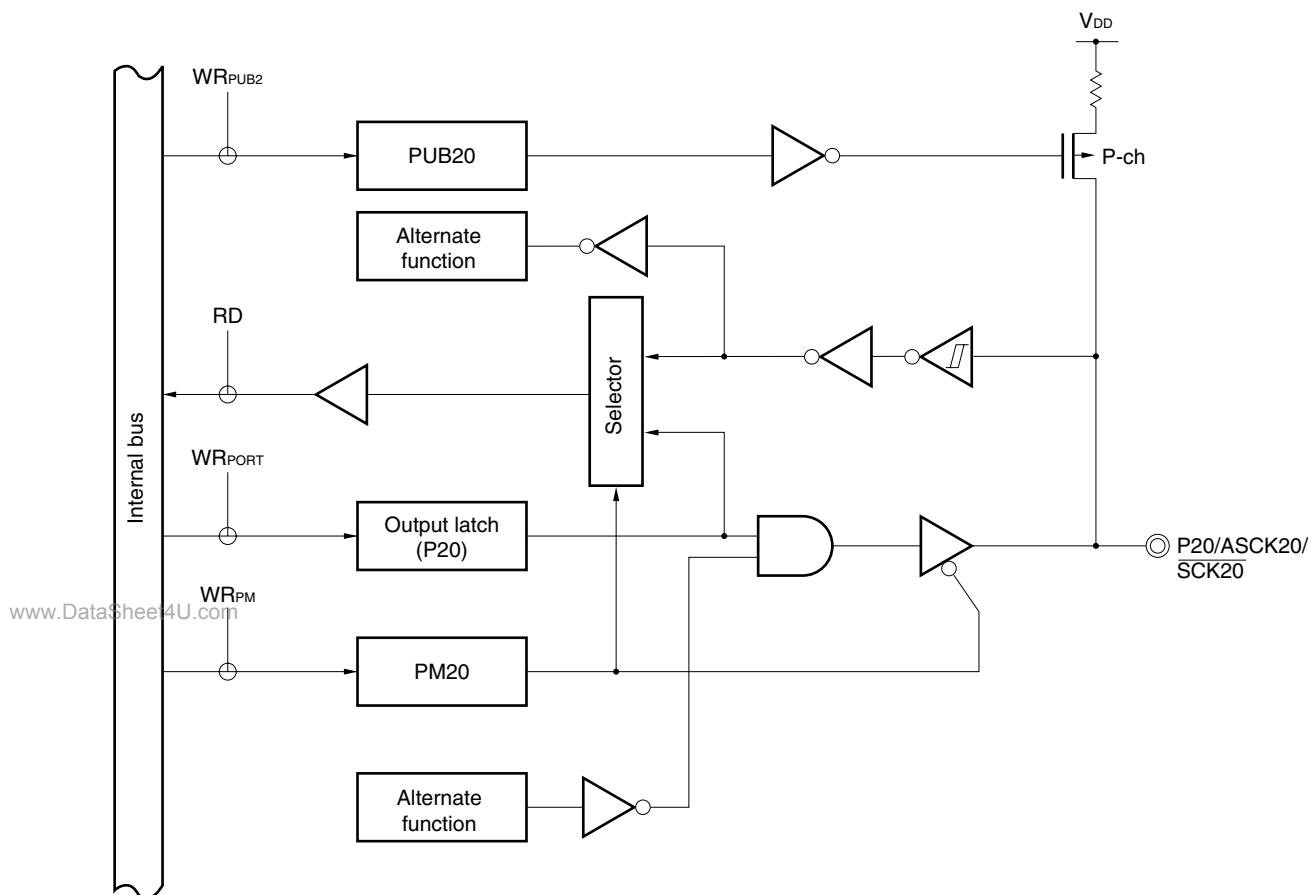 VDD
WRPUB2
PUB20
P-ch
Alternate
function
RD
Selector
Internal bus
WRPORT
Output latch
(P20)
P20/ASCK20/
SCK20
WRPM
www.DataSheet4U.com
PM20
Alternate
function